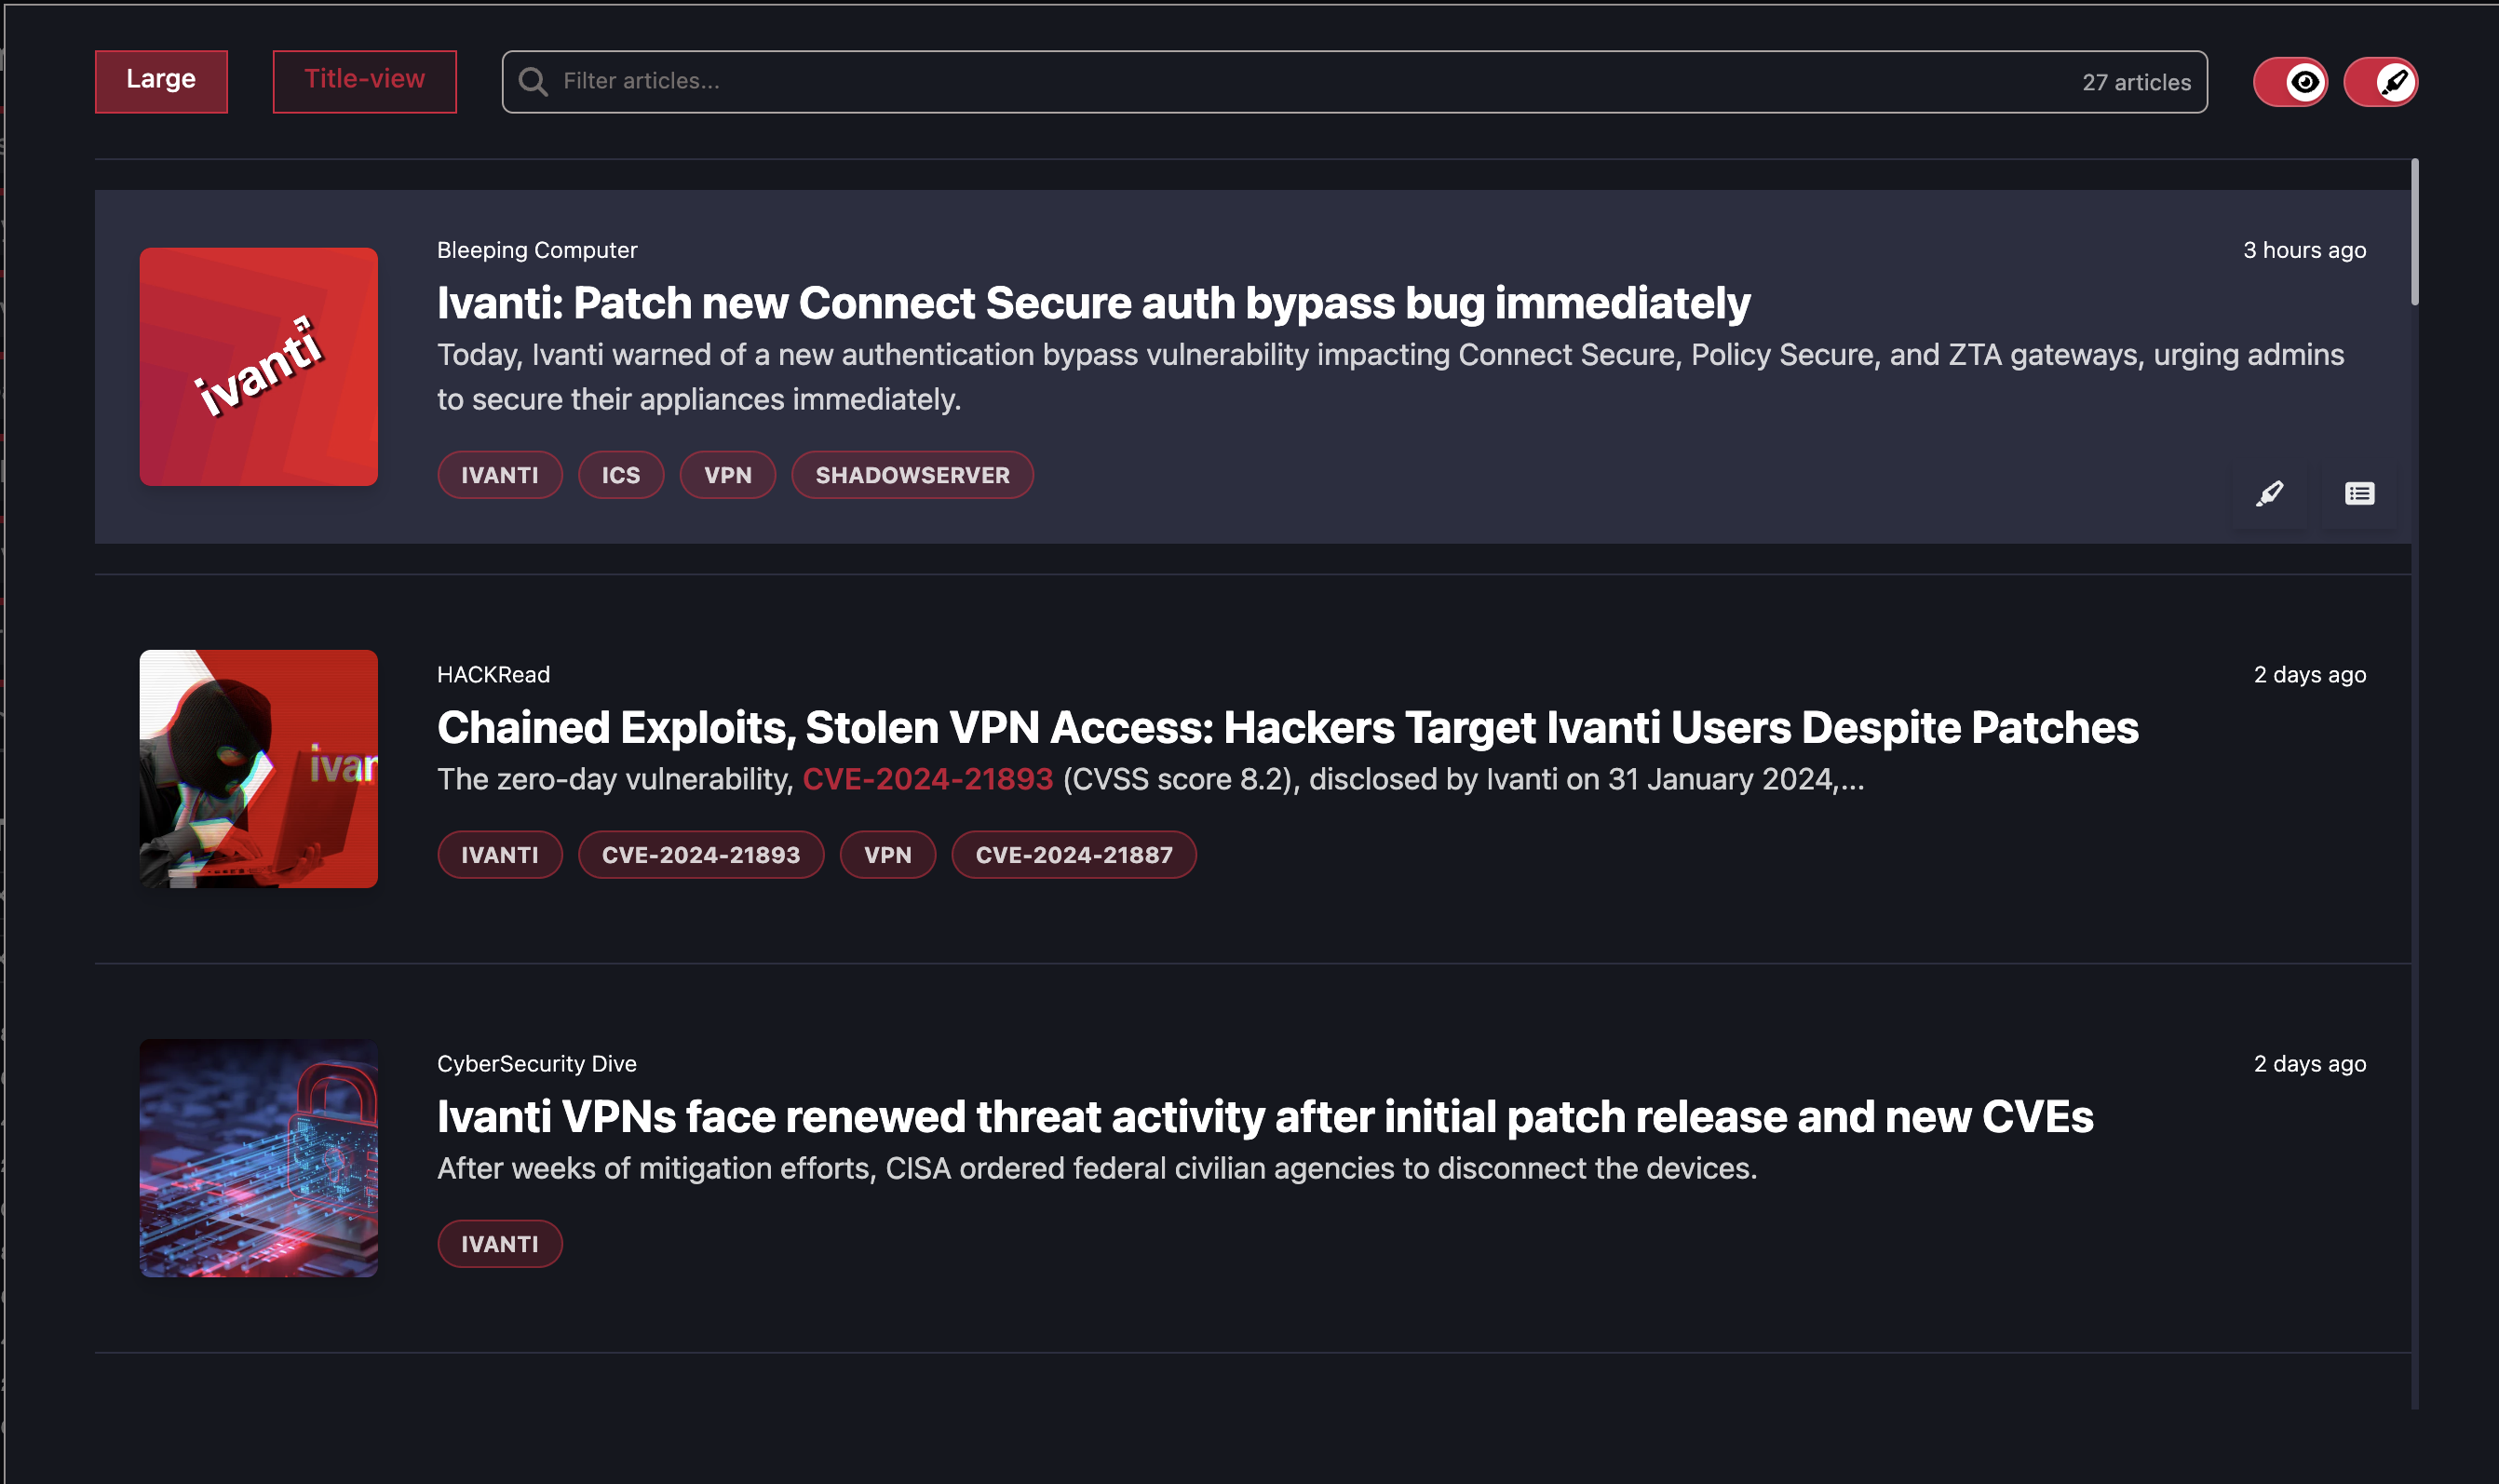 Large
Title-view
Filter articles...
27 articles
Bleeping Computer
3 hours ago
ivanti
Ivanti: Patch new Connect Secure auth bypass bug immediately
Today, Ivanti warned of a new authentication bypass vulnerability impacting Connect Secure, Policy Secure, and ZTA gateways, urging admins
to secure their appliances immediately.
IVANTI
ICS
VPN
SHADOWSERVER
HACKRead
2 days ago
Chained Exploits, Stolen VPN Access: Hackers Target Ivanti Users Despite Patches
ivan
The zero-day vulnerability, CVE-2024-21893 (CVSS score 8.2), disclosed by Ivanti on 31 January 2024,...
IVANTI
CVE-2024-21893
VPN
CVE-2024-21887
CyberSecurity Dive
2 days ago
Ivanti VPNs face renewed threat activity after initial patch release and new CVEs
After weeks of mitigation efforts, CISA ordered federal civilian agencies to disconnect the devices.
IVANTI